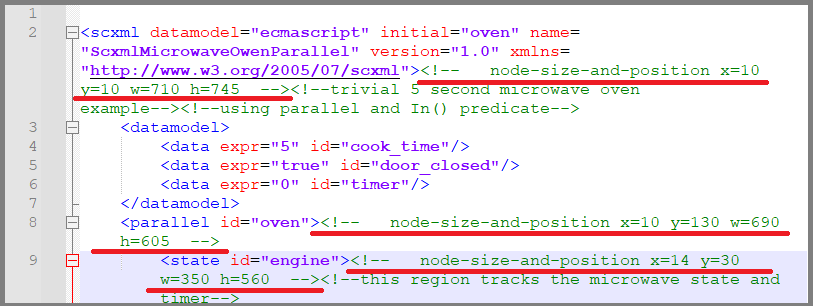 1
2 <scxml datamodel="ecmascript" initial="oven" name=
"ScxmlMicrowaveOwenParallel" version="1.0" xmlns=
"http://www.w3.org/2005/07/scxml"><!--   node-size-and-position x=10
y=10 w=710 h=745  --><!--trivial 5 second microwave oven
example--><!--using parallel and In() predicate-->
3 <datamodel>
4 <data expr="5" id="cook_time"/>
5 <data expr="true" id="door_closed"/>
6 <data expr="0" id="timer"/>
7 </datamodel>
8 <parallel id="oven"><!--   node-size-and-position x=10 y=130 w=690
h=605  -->
9 <state id="engine"><!--   node-size-and-position x=14 y=30
w=350 h=560  --><!--this region tracks the microwave state and
timer-->